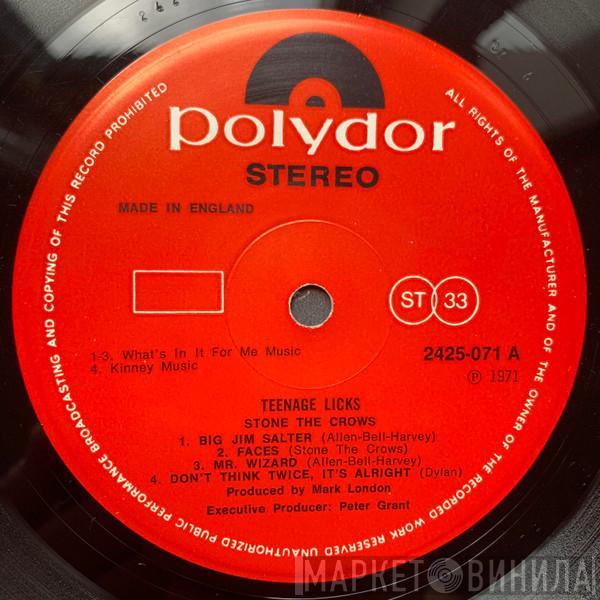 polydor
STEREO
MADE IN ENGLAND
ST 33
1-3. What's In It For Me Music
4. Kinney Music
2425-071 A
℗ 1971
TEENAGE LICKS
STONE THE CROWS
1. BIG JIM SALTER (Allen-Bell-Harvey)
2. FACES (Stone The Crows)
3. MR. WIZARD (Allen-Bell-Harvey)
4. DON'T THINK TWICE, IT'S ALRIGHT (Dylan)
Produced by Mark London
Executive Producer: Peter Grant
ALL RIGHTS OF THE MANUFACTURER AND OF THE OWNER OF THE RECORDED WORK RESERVED UNAUTHORIZED PUBLIC PERFORMANCE BROADCASTING AND COPYING OF THIS RECORD PROHIBITED
МАРКЕТ ВИНИЛА